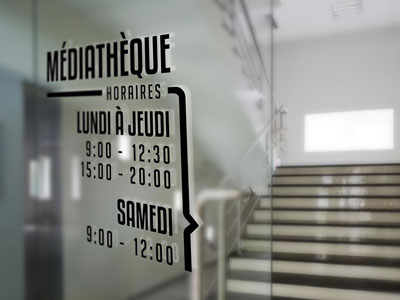 MÉDIATHÈQUE
HORAIRES
LUNDI À JEUDI
9:00 - 12:30
15:00 - 20:00
SAMEDI
9:00 - 12:00